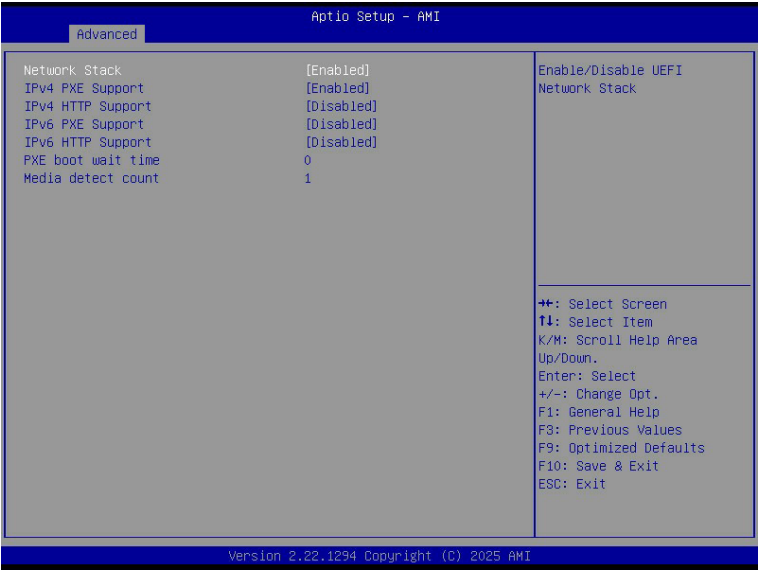 Aptio Setup – AMI
Advanced
Network Stack [Enabled]
IPv4 PXE Support [Enabled]
IPv4 HTTP Support [Disabled]
IPv6 PXE Support [Disabled]
IPv6 HTTP Support [Disabled]
PXE boot wait time 0
Media detect count 1
Enable/Disable UEFI
Network Stack
→←: Select Screen
↑↓: Select Item
K/M: Scroll Help Area
Up/Down.
Enter: Select
+/-: Change Opt.
F1: General Help
F3: Previous Values
F9: Optimized Defaults
F10: Save & Exit
ESC: Exit
Version 2.22.1294 Copyright (C) 2025 AMI